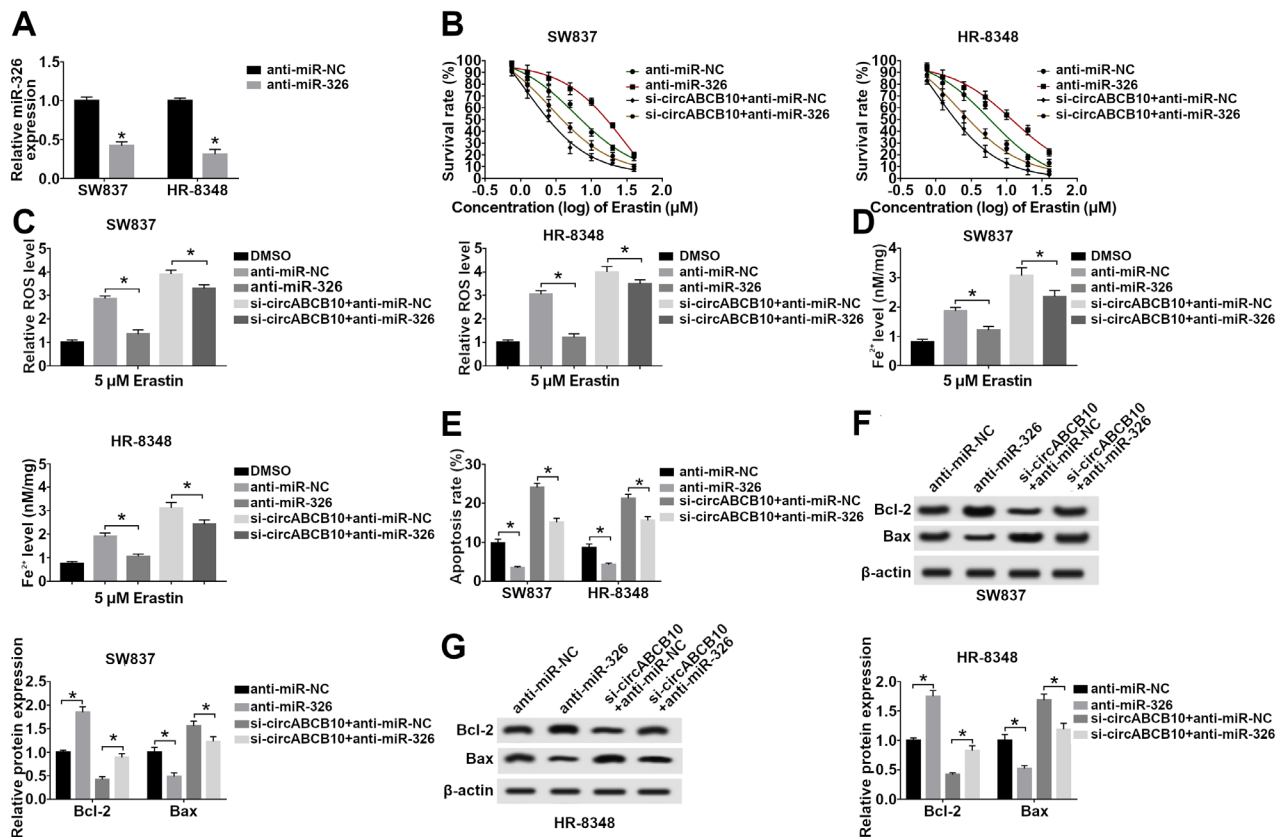 A
Relative miR-326
expression
1.5
1.0
0.5
0.0
*
*
SW837
HR-8348
anti-miR-NC
anti-miR-326
B
SW837
Survival rate (%)
100
90
80
70
60
50
40
30
20
10
0
-0.5
0.0
0.5
1.0
1.5
2.0
Concentration (log) of Erastin (µM)
anti-miR-NC
anti-miR-326
si-circABCB10+anti-miR-NC
si-circABCB10+anti-miR-326
HR-8348
Survival rate (%)
100
90
80
70
60
50
40
30
20
10
0
-0.5
0.0
0.5
1.0
1.5
2.0
Concentration (log) of Erastin (µM)
anti-miR-NC
anti-miR-326
si-circABCB10+anti-miR-NC
si-circABCB10+anti-miR-326
C
SW837
Relative ROS level
5
4
3
2
1
0
*
*
5 µM Erastin
DMSO
anti-miR-NC
anti-miR-326
si-circABCB10+anti-miR-NC
si-circABCB10+anti-miR-326
HR-8348
Relative ROS level
5
4
3
2
1
0
*
*
5 µM Erastin
DMSO
anti-miR-NC
anti-miR-326
si-circABCB10+anti-miR-NC
si-circABCB10+anti-miR-326
D
SW837
Fe²⁺ level (nM/mg)
4
3
2
1
0
*
*
5 µM Erastin
DMSO
anti-miR-NC
anti-miR-326
si-circABCB10+anti-miR-NC
si-circABCB10+anti-miR-326
HR-8348
Fe²⁺ level (nM/mg)
5
4
3
2
1
0
*
*
5 µM Erastin
DMSO
anti-miR-NC
anti-miR-326
si-circABCB10+anti-miR-NC
si-circABCB10+anti-miR-326
E
Apoptosis rate (%)
30
20
10
0
*
*
*
*
SW837
HR-8348
anti-miR-NC
anti-miR-326
si-circABCB10+anti-miR-NC
si-circABCB10+anti-miR-326
F
anti-miR-NC
anti-miR-326
si-circABCB10
+anti-miR-NC
si-circABCB10
+anti-miR-326
Bcl-2
Bax
β-actin
SW837
SW837
Relative protein expression
2.5
2.0
1.5
1.0
0.5
0.0
*
*
*
*
Bcl-2
Bax
anti-miR-NC
anti-miR-326
si-circABCB10+anti-miR-NC
si-circABCB10+anti-miR-326
G
anti-miR-NC
anti-miR-326
si-circABCB10
+anti-miR-NC
si-circABCB10
+anti-miR-326
Bcl-2
Bax
β-actin
HR-8348
HR-8348
Relative protein expression
2.0
1.5
1.0
0.5
0.0
*
*
*
*
Bcl-2
Bax
anti-miR-NC
anti-miR-326
si-circABCB10+anti-miR-NC
si-circABCB10+anti-miR-326